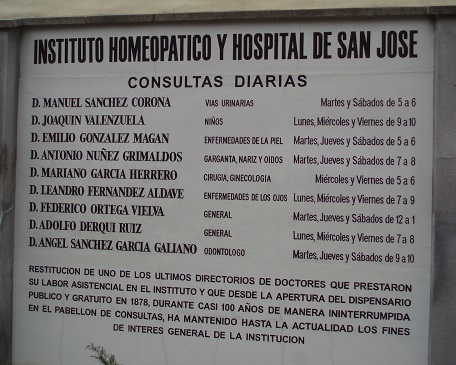 INSTITUTO HOMEOPATICO Y HOSPITAL DE SAN JOSE
CONSULTAS DIARIAS
D. MANUEL SANCHEZ CORONA VIAS URINARIAS Martes y Sábados de 5 a 6
D. JOAQUIN VALENZUELA NIÑOS Lunes, Miércoles y Viernes de 9 a 10
D. EMILIO GONZALEZ MAGAN ENFERMEDADES DE LA PIEL Martes, Jueves y Sábados de 5 a 6
D. ANTONIO NUÑEZ GRIMALDOS GARGANTA, NARIZ Y OIDOS Martes, Jueves y Sábados de 7 a 8
D. MARIANO GARCIA HERRERO CIRUGIA, GINECOLOGIA Miércoles y Viernes de 5 a 6
D. LEANDRO FERNANDEZ ALDAVE ENFERMEDADES DE LOS OJOS Lunes, Miércoles y Viernes de 7 a 9
D. FEDERICO ORTEGA VIELVA GENERAL Martes, Jueves y Sábados de 12 a 1
D. ADOLFO DERQUI RUIZ GENERAL Lunes, Miércoles y Viernes de 7 a 8
D. ANGEL SANCHEZ GARCIA GALIANO ODONTOLOGO Martes, Jueves y Sábados de 9 a 10
RESTITUCION DE UNO DE LOS ULTIMOS DIRECTORIOS DE DOCTORES QUE PRESTARON
SU LABOR ASISTENCIAL EN EL INSTITUTO Y QUE DESDE LA APERTURA DEL DISPENSARIO
PUBLICO Y GRATUITO EN 1878, DURANTE CASI 100 AÑOS DE MANERA ININTERRUMPIDA
EN EL PABELLON DE CONSULTAS, HA MANTENIDO HASTA LA ACTUALIDAD LOS FINES
DE INTERES GENERAL DE LA INSTITUCION